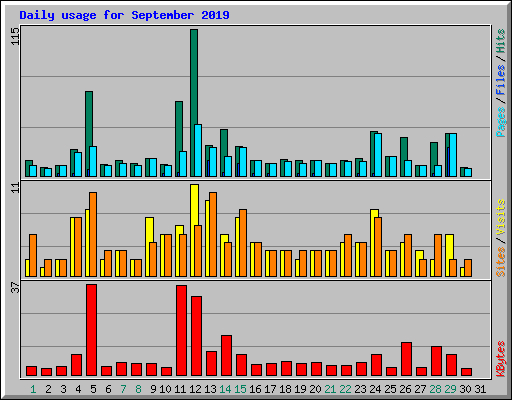 Daily usage for September 2019
115
Pages / Files / Hits
11
Sites / Visits
37
KBytes
1 2 3 4 5 6 7 8 9 10 11 12 13 14 15 16 17 18 19 20 21 22 23 24 25 26 27 28 29 30 31